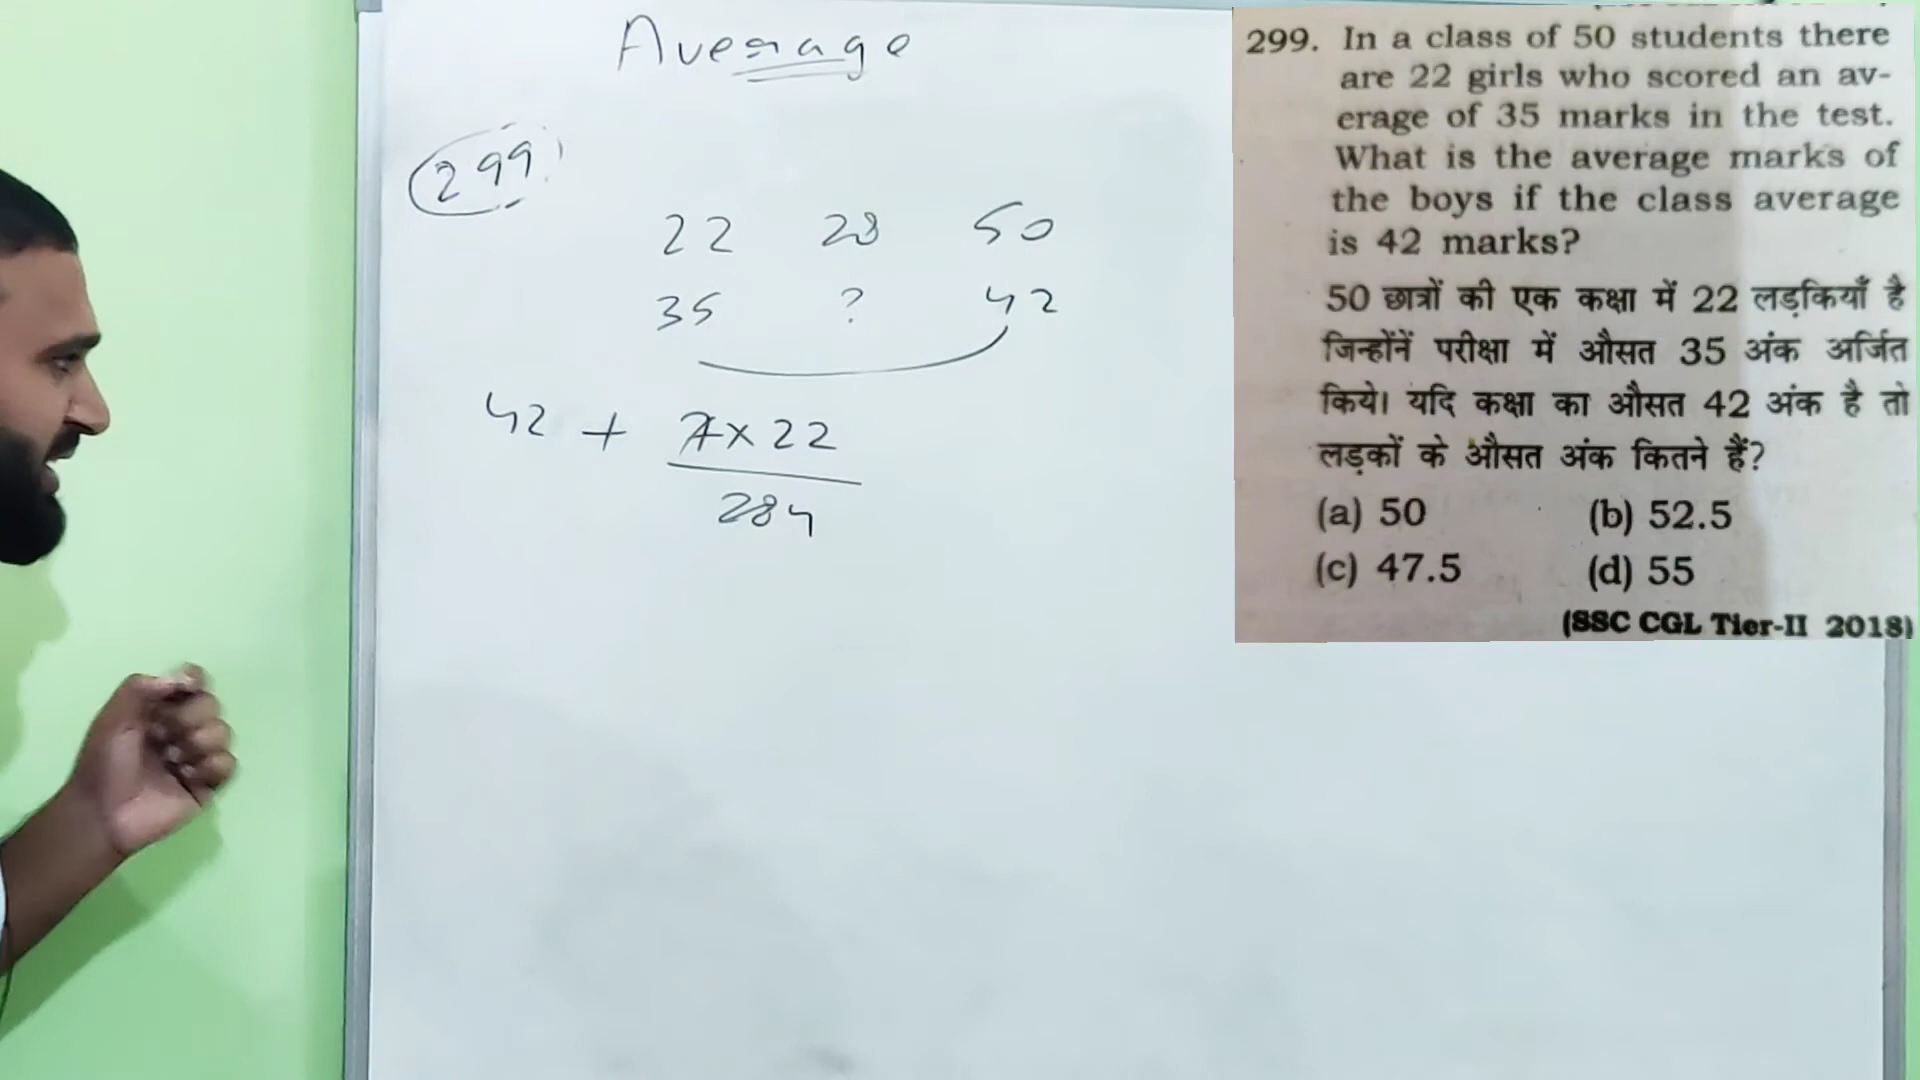 Average
299
22 28 50
35 ? 42
42 + 7x22
284
299. In a class of 50 students there
are 22 girls who scored an av-
erage of 35 marks in the test.
What is the average marks of
the boys if the class average
is 42 marks?
50 छात्रों की एक कक्षा में 22 लड़कियाँ है
जिन्होंनें परीक्षा में औसत 35 अंक अर्जित
किये। यदि कक्षा का औसत 42 अंक है तो
लड़कों के औसत अंक कितने हैं?
(a) 50 (b) 52.5
(c) 47.5 (d) 55
(SSC CGL Tier-II 2018)